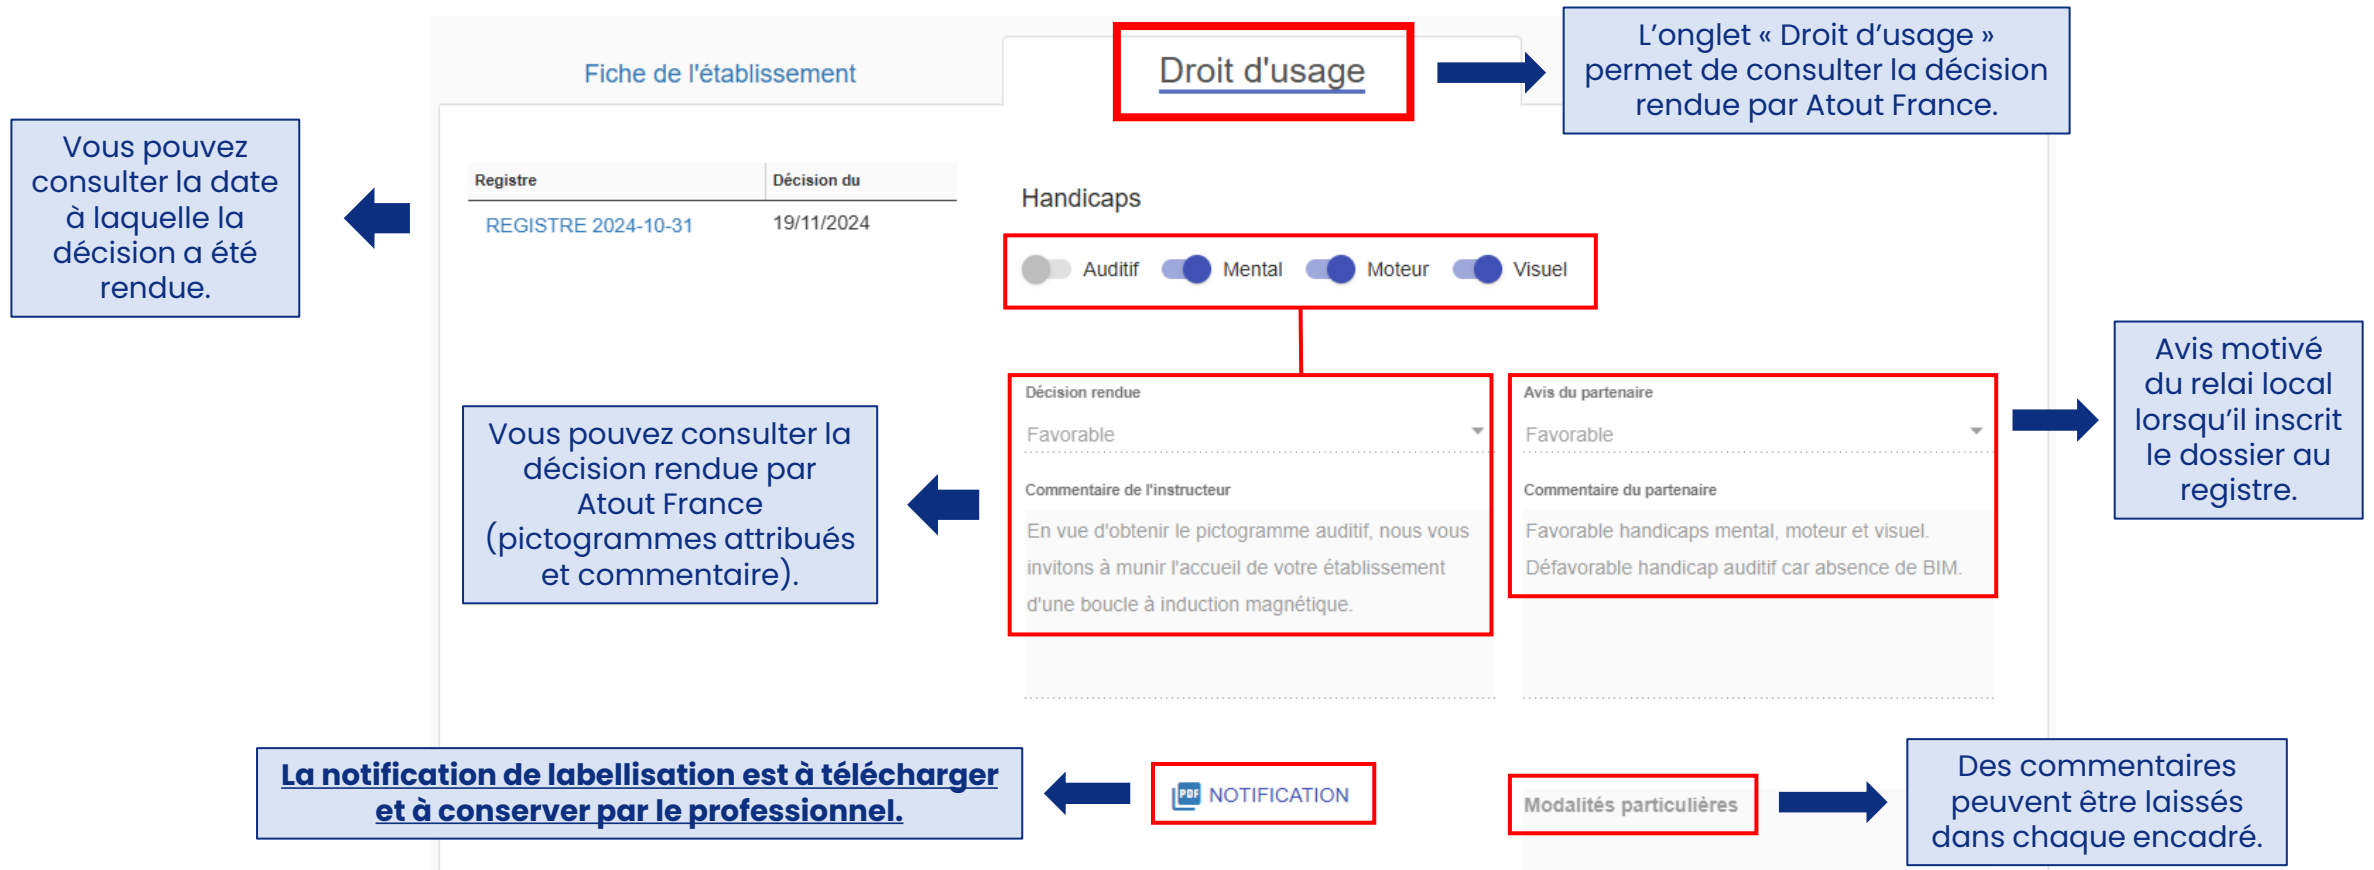 Fiche de l'établissement
Droit d'usage
L'onglet « Droit d'usage »
permet de consulter la décision
rendue par Atout France.
Vous pouvez
consulter la date
à laquelle la
décision a été
rendue.
Registre
Décision du
REGISTRE 2024-10-31
19/11/2024
Handicaps
Auditif
Mental
Moteur
Visuel
Vous pouvez consulter la
décision rendue par
Atout France
(pictogrammes attribués
et commentaire).
Décision rendue
Favorable
Commentaire de l'instructeur
En vue d'obtenir le pictogramme auditif, nous vous
invitons à munir l'accueil de votre établissement
d'une boucle à induction magnétique.
Avis du partenaire
Favorable
Commentaire du partenaire
Favorable handicaps mental, moteur et visuel.
Défavorable handicap auditif car absence de BIM.
Avis motivé
du relai local
lorsqu'il inscrit
le dossier au
registre.
La notification de labellisation est à télécharger
et à conserver par le professionnel.
PDF NOTIFICATION
Modalités particulières
Des commentaires
peuvent être laissés
dans chaque encadré.